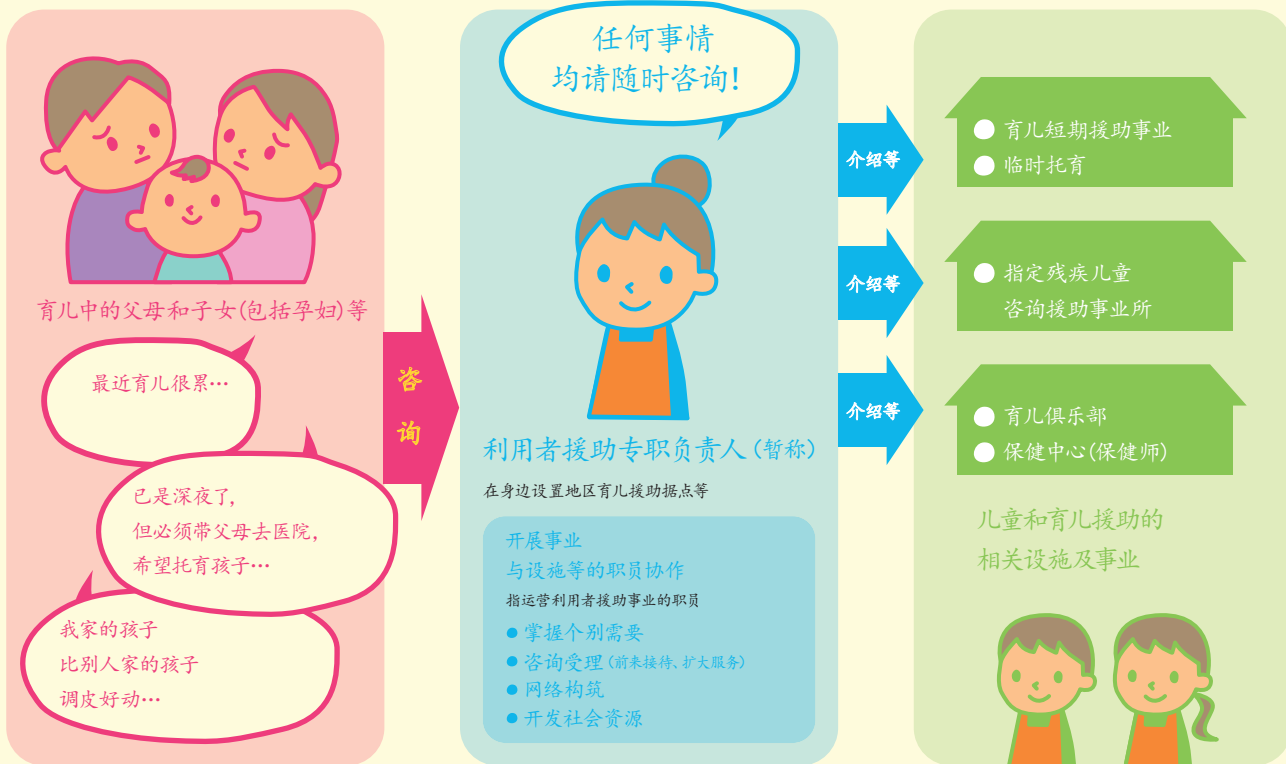 育儿中的父母和子女(包括孕妇)等
最近育儿很累…
已是深夜了,
但必须带父母去医院,
希望托育孩子…
我家的孩子
比别人家的孩子
调皮好动…
咨
询
任何事情
均请随时咨询!
利用者援助专职负责人(暂称)
在身边设置地区育儿援助据点等
开展事业
与设施等的职员协作
指运营利用者援助事业的职员
●掌握个别需要
●咨询受理(前来接待、扩大服务)
●网络构筑
●开发社会资源
介绍等
介绍等
介绍等
●育儿短期援助事业
●临时托育
●指定残疾儿童
咨询援助事业所
●育儿俱乐部
●保健中心(保健师)
儿童和育儿援助的
相关设施及事业